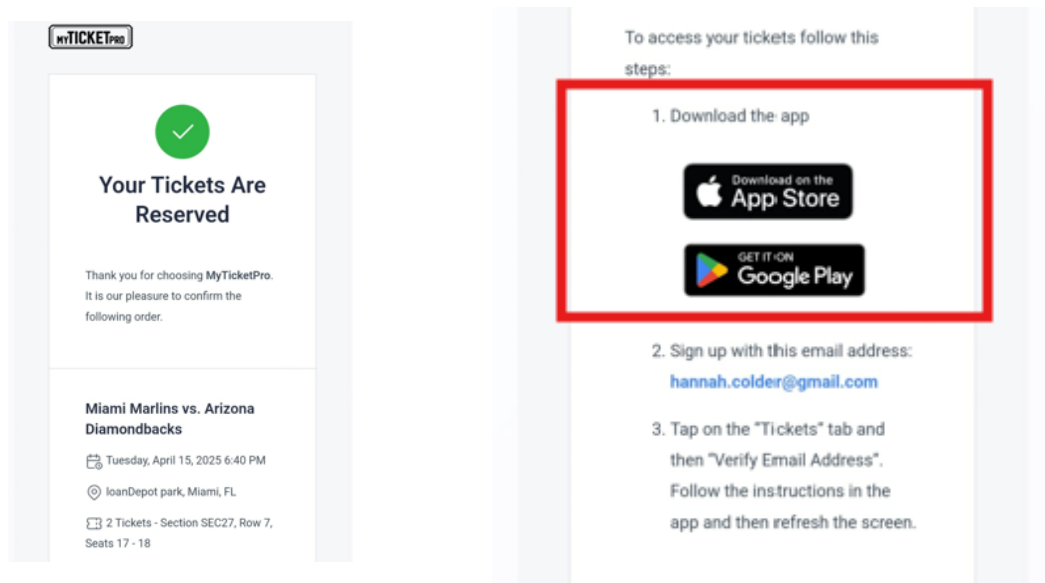 MYTICKETPRO
Your Tickets Are
Reserved
Thank you for choosing MyTicketPro.
It is our pleasure to confirm the
following order.
Miami Marlins vs. Arizona
Diamondbacks
Tuesday, April 15, 2025 6:40 PM
loanDepot park, Miami, FL
2 Tickets - Section SEC27, Row 7,
Seats 17 - 18
To access your tickets follow this
steps:
1. Download the app
Download on the
App Store
GET IT ON
Google Play
2. Sign up with this email address:
hannah.colder@gmail.com
3. Tap on the "Tickets" tab and
then "Verify Email Address".
Follow the instructions in the
app and then refresh the screen.